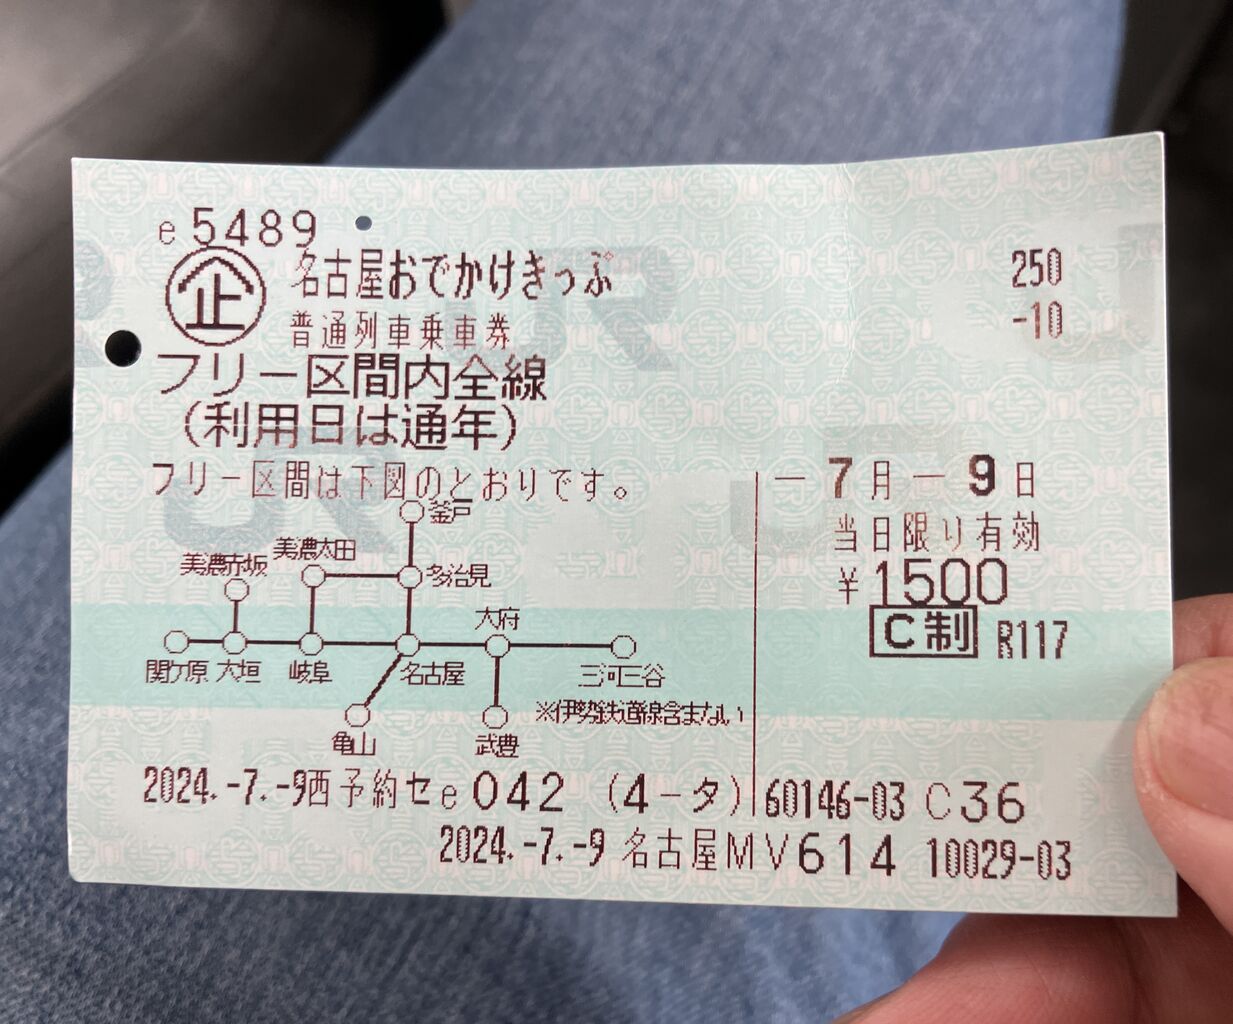 e5489
企 名古屋おでかけきっぷ
250
普通列車乗車券
-10
フリー区間内全線
(利用日は通年)
フリー区間は下図のとおりです。
-7月-9日
当日限り有効
¥1500
C制 R117
釜戸
美濃赤坂 美濃太田 多治見
大府
関ケ原 大垣 岐阜 名古屋 三河三谷
※伊勢鉄道線含まない
亀山 武豊
2024.-7.-9西予約セe042 (4-タ) 60146-03 C36
2024.-7.-9 名古屋MV614 10029-03